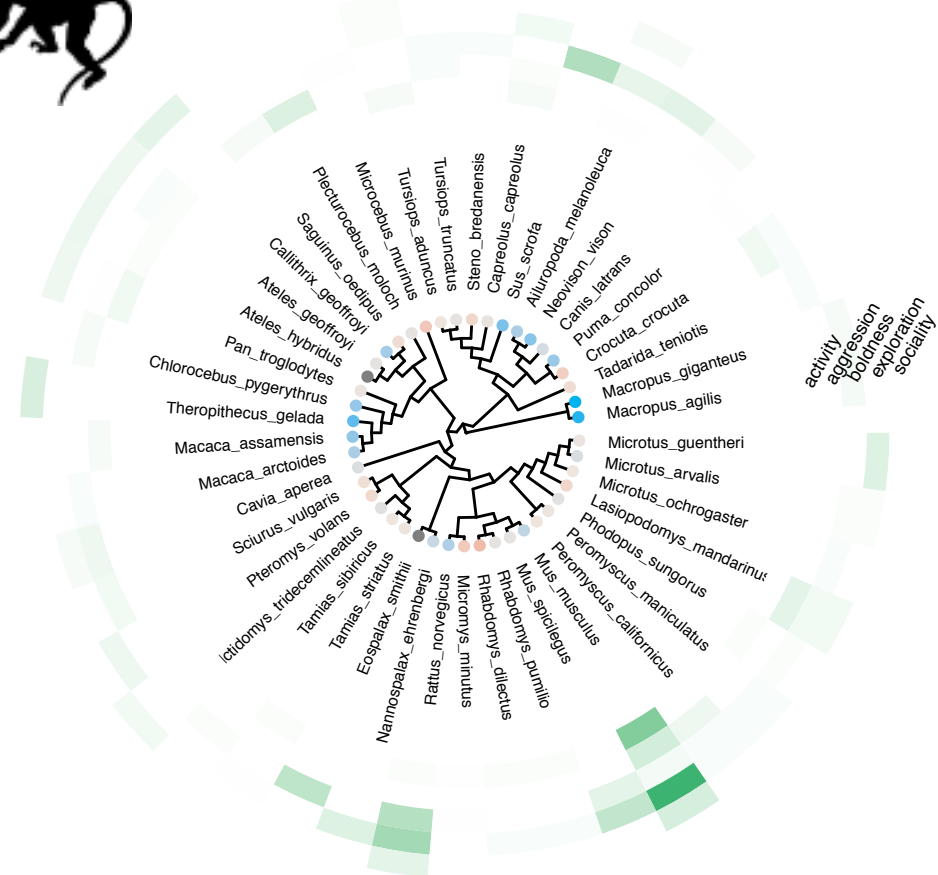 Plecturocebus_moloch
Microcebus_murinus
Tursiops_aduncus
Tursiops_truncatus
Steno_bredanensis
Capreolus_capreolus
Sus_scrofa
Ailuropoda_melanoleuca
Neovison_vison
Canis_latrans
Puma_concolor
Crocuta_crocuta
Tadarida_teniotis
Macropus_giganteus
Macropus_agilis
Microtus_guentheri
Microtus_arvalis
Microtus_ochrogaster
Lasiopodomys_mandarinus
Phodopus_sungorus
Peromyscus_maniculatus
Peromyscus_californicus
Mus_musculus
Mus_spicilegus
Rhabdomys_pumilio
Rhabdomys_dilectus
Micromys_minutus
Rattus_norvegicus
Nannospalax_ehrenbergi
Eospalax_smithii
Tamias_striatus
Tamias_sibiricus
ctidomys_tridecemlineatus
Pteromys_volans
Sciurus_vulgaris
Cavia_aperea
Macaca_arctoides
Macaca_assamensis
Theropithecus_gelada
Chlorocebus_pygerythrus
Pan_troglodytes
Ateles_hybridus
Ateles_geoffroyi
Callithrix_geoffroyi
Saguinus_oedipus
activity
aggression
boldness
exploration
sociality